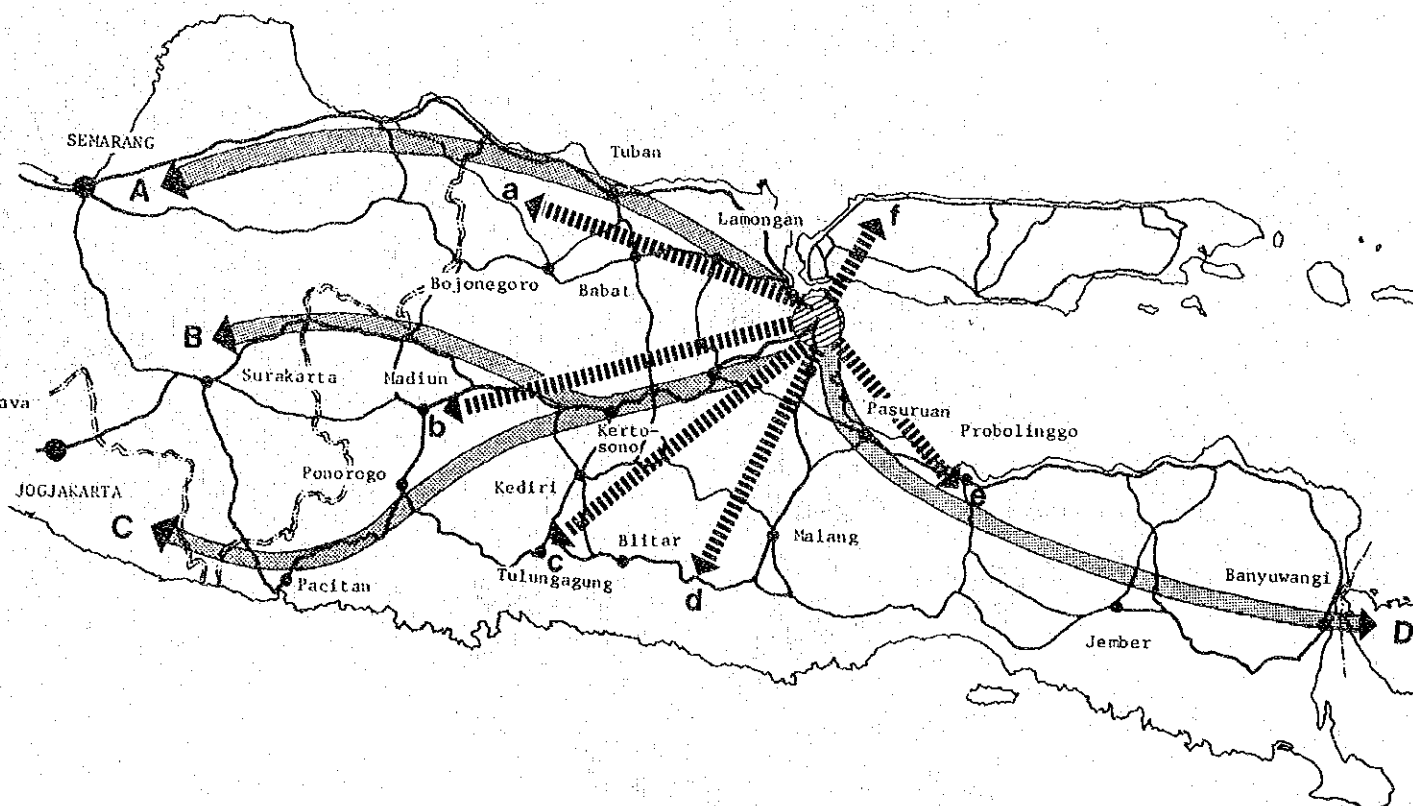 SEMARANG
Tuban
A
a
Lamongan
f
Bojonegoro
Babat
B
Surakarta
Madiun
ava
b
Pasuruan
Probolinggo
Kerto-
sono
Ponorogo
Kediri
JOGJAKARTA
e
C
Malang
Blitar
c
Tulungagung
Pacitan
d
Banyuwangi
D
Jember